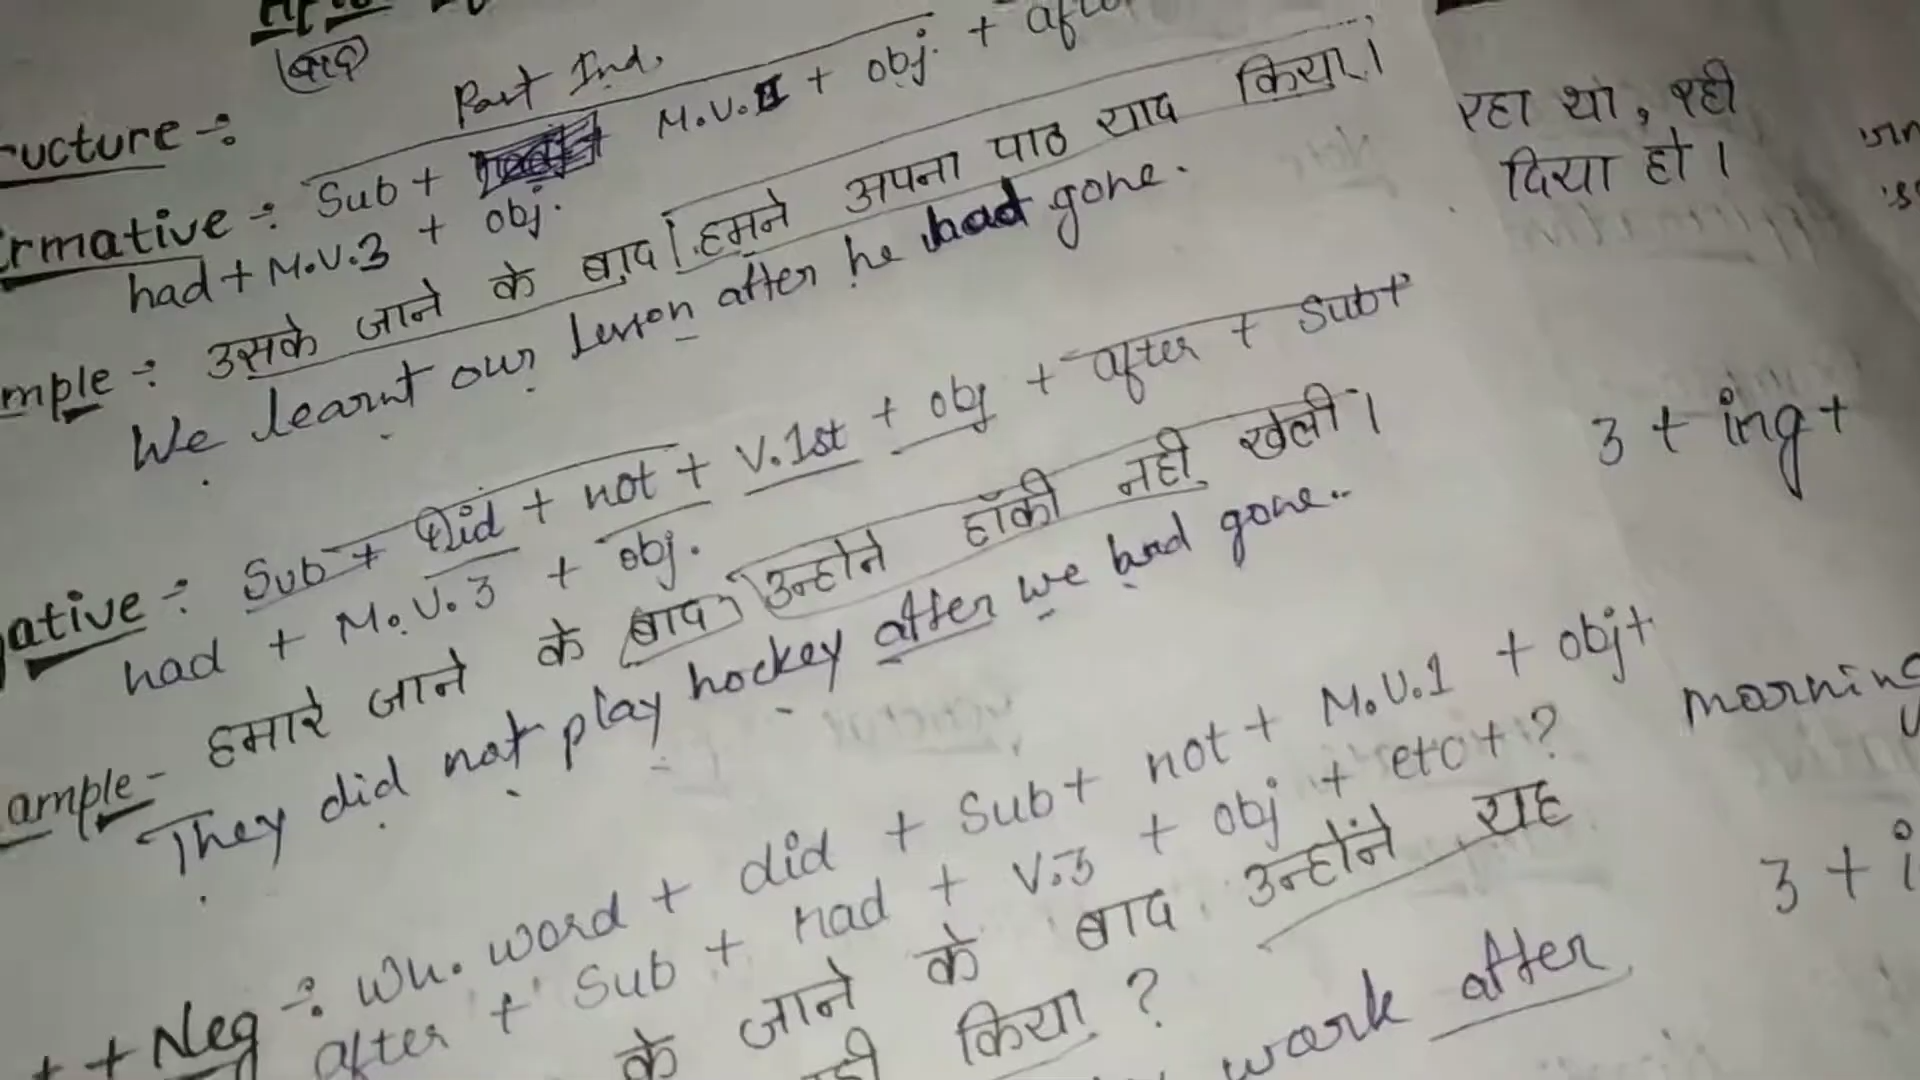 (बाद)
Past Ind.
ructure -:
rmative -: Sub + M.V.II + obj. + afte
had + M.V.3 + obj.
mple -: उसके जाने के बाद । हमने अपना पाठ याद किया ।
We learnt our lesson after he had gone.
ative -: Sub + did + not + V.1st + obj + after + Sub+
had + M.V.3 + obj.
ample - हमारे जाने के बाद उन्होने हॉकी नही खेली ।
They did not play hockey after we had gone..
+ + Neg -: Wh. word + did + Sub + not + M.V.1 + obj+
after + Sub + had + V.3 + obj + etc + ?
के जाने के बाद उन्होंने यह
ही किया ?
work after
रहा था, रही
दिया हो ।
3 + ing +
morning
3 + i